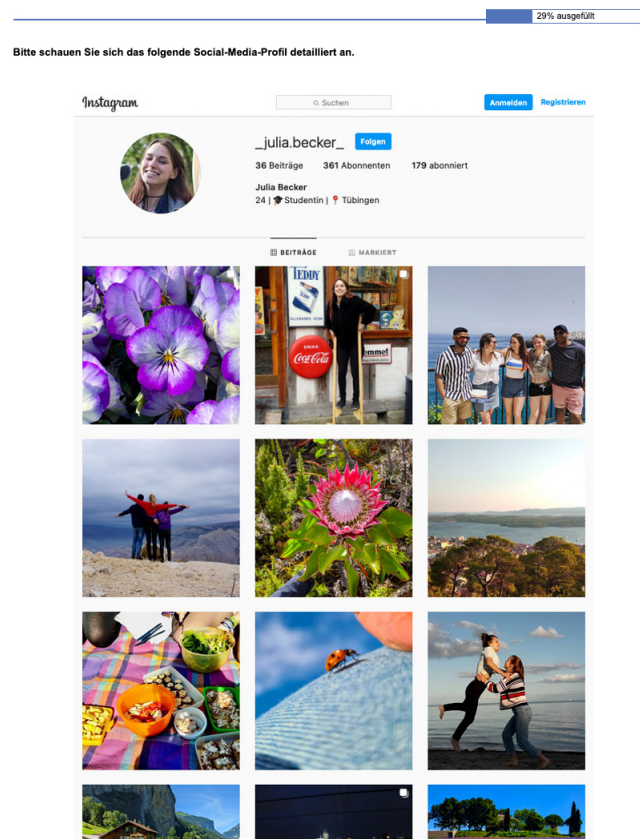 29% ausgefüllt
Bitte schauen Sie sich das folgende Social-Media-Profil detailliert an.
Instagram
Suchen
Anmelden
Registrieren
_julia.becker_
Folgen
36 Beiträge 361 Abonnenten 179 abonniert
Julia Becker
24 | 🎓Studentin | 📍 Tübingen
BEITRÄGE
MARKIERT
TEDDY
DRINK
Coca-Cola